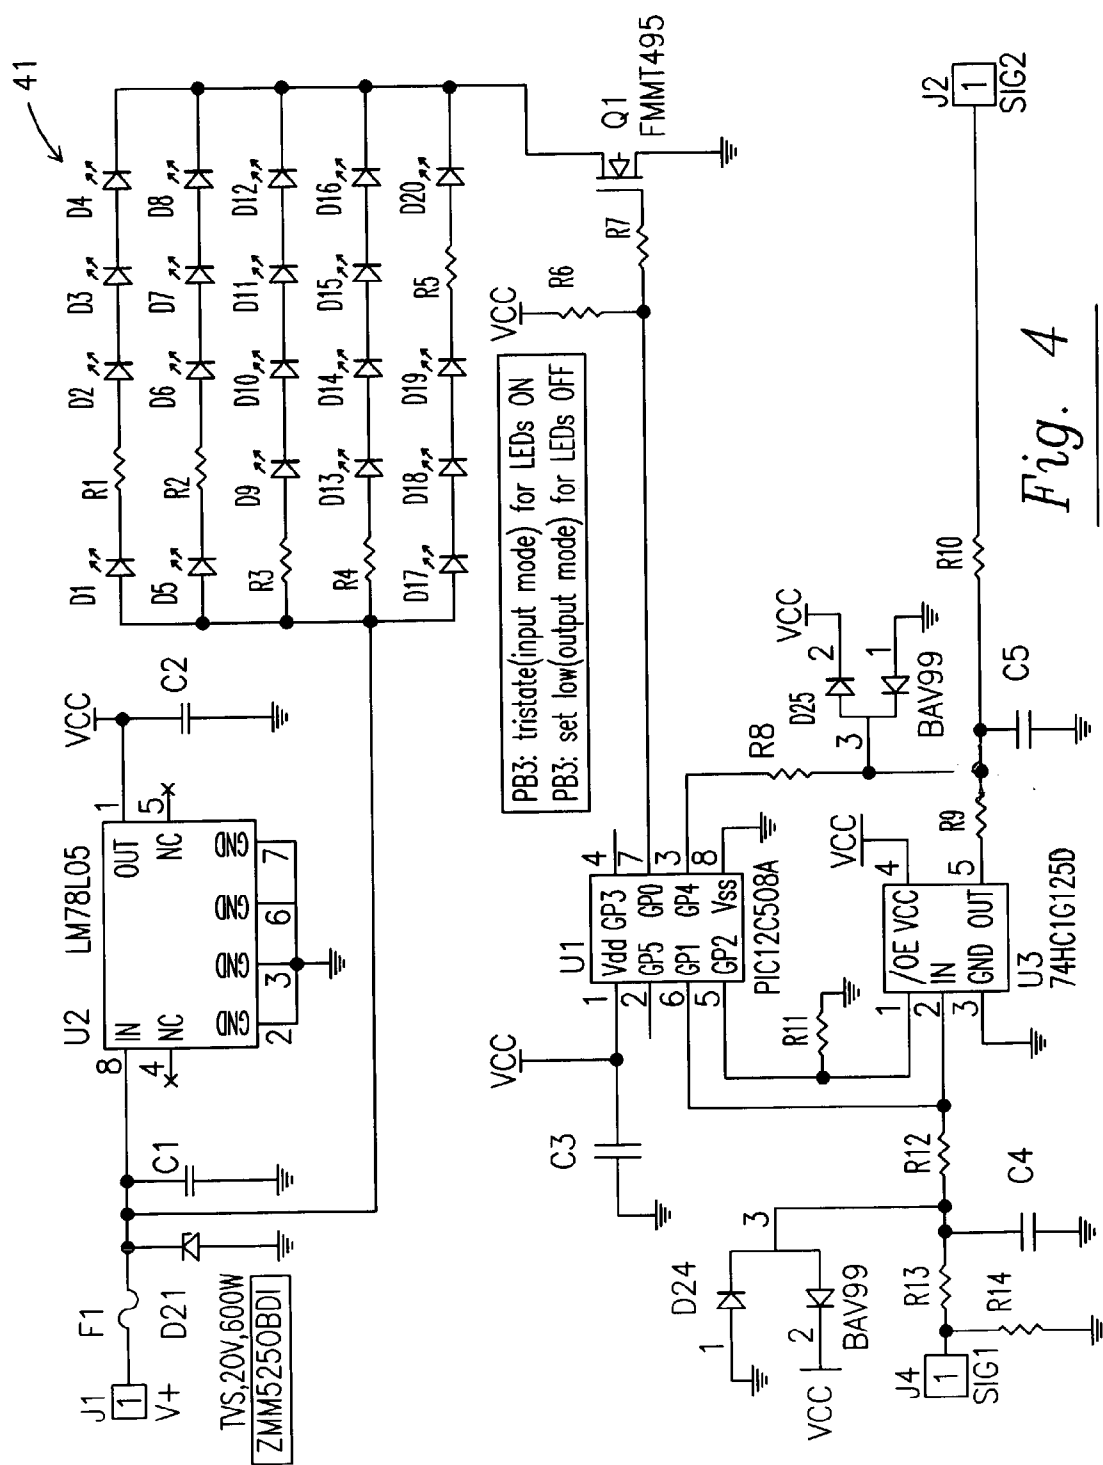 41
D1
R1
D2
D3
D4
D5
R2
D6
D7
D8
R3
D9
D10
D11
D12
R4
D13
D14
D15
D16
D17
D18
D19
R5
D20
J1
1
V+
F1
D21
TVS,20V,600W
ZMM5250BDI
C1
U2
LM78L05
8
IN
OUT
1
4
NC
NC
5
GND
GND
GND
GND
2
3
6
7
VCC
C2
PB3: tristate(input mode) for LEDs ON
PB3: set low(output mode) for LEDs OFF
VCC
R6
R7
Q1
FMMT495
VCC
C3
U1
1
Vdd
GP3
4
2
GP5
GP0
7
6
GP1
GP4
3
5
GP2
Vss
8
PIC12C508A
R11
R8
D25
3
2
VCC
1
BAV99
VCC
1
/OE
VCC
4
2
IN
3
GND
OUT
5
U3
74HC1G125D
R9
C5
R10
J2
1
SIG2
D24
1
3
2
VCC
BAV99
R12
R13
C4
R14
J4
1
SIG1
Fig. 4